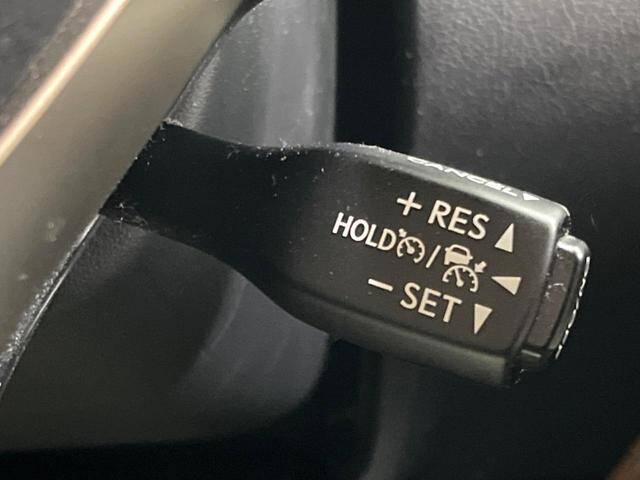 CANCEL
+ RES ▲
HOLD / ◀
− SET ▼